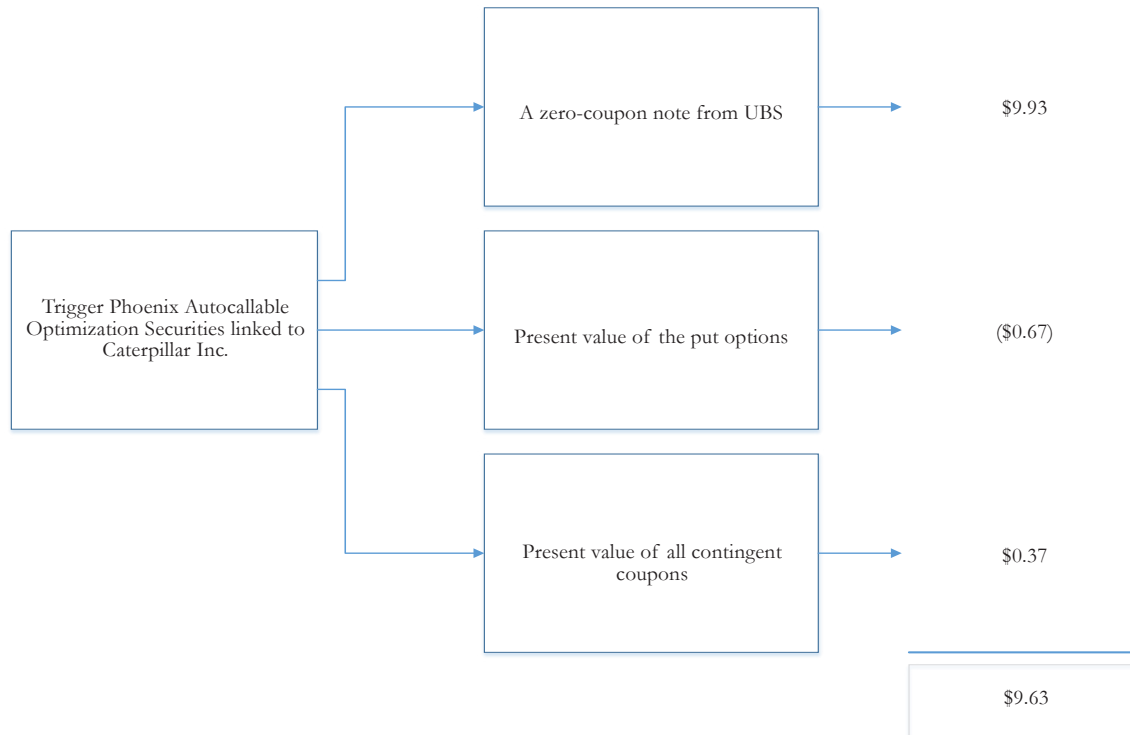 A zero-coupon note from UBS
$9.93
Trigger Phoenix Autocallable
Optimization Securities linked to
Caterpillar Inc.
Present value of the put options
($0.67)
Present value of all contingent
coupons
$0.37
$9.63